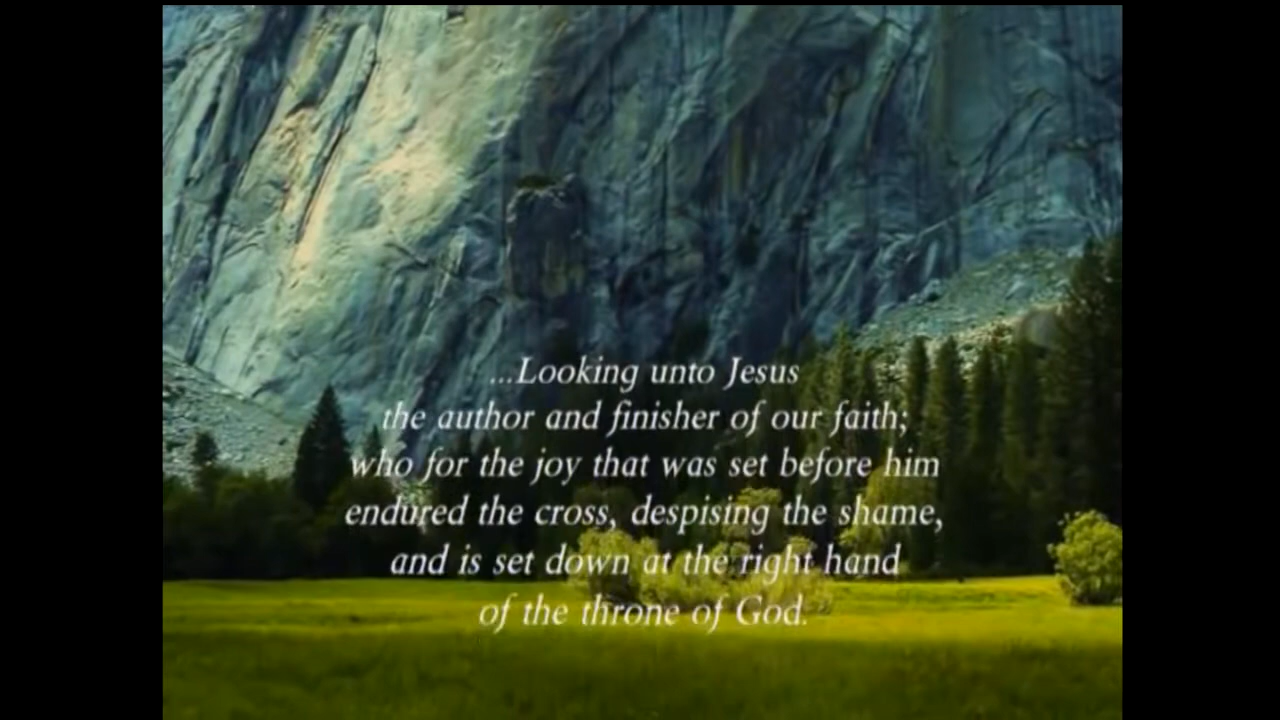 ...Looking unto Jesus
the author and finisher of our faith;
who for the joy that was set before him
endured the cross, despising the shame,
and is set down at the right hand
of the throne of God.